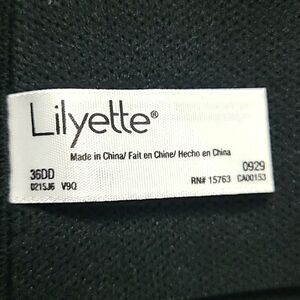 Lilyette®
Made in China/ Fait en Chine/ Hecho en China
36DD 0929
021SJ6 V9Q RN# 15763 CA00153